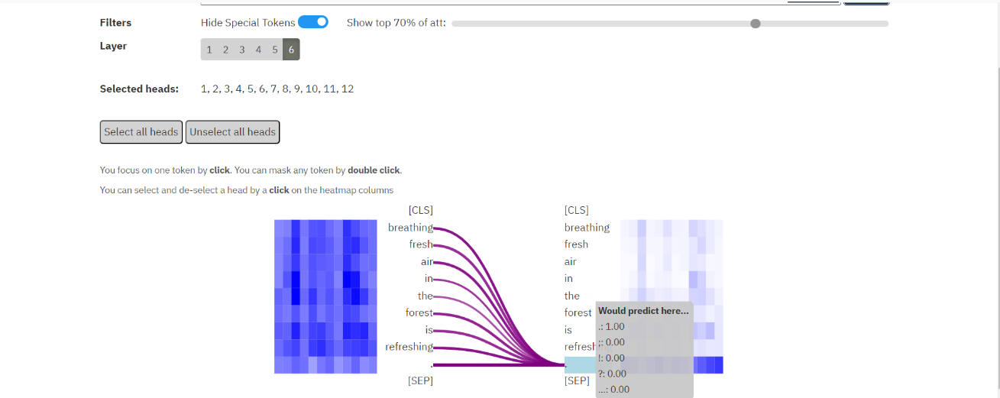 Filters Hide Special Tokens Show top 70% of att:
Layer 1 2 3 4 5 6
Selected heads: 1, 2, 3, 4, 5, 6, 7, 8, 9, 10, 11, 12
Select all heads Unselect all heads
You focus on one token by click. You can mask any token by double click.
You can select and de-select a head by a click on the heatmap columns
[CLS] [CLS]
breathing breathing
fresh fresh
air air
in in
the the
forest forest Would predict here...
.: 1.00
is is
;: 0.00
refreshing refresh
!: 0.00
. .
?: 0.00
[SEP] [SEP]
...: 0.00